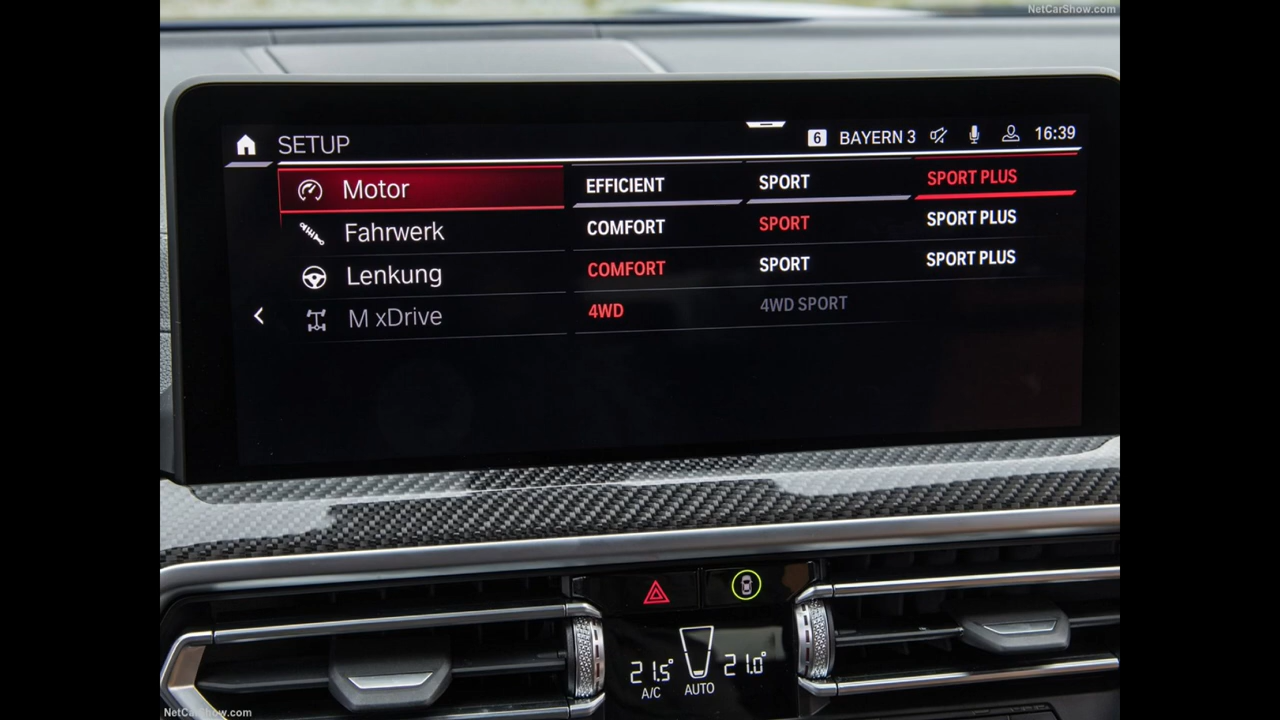 NetCarShow.com
SETUP
6 BAYERN 3 16:39
Motor EFFICIENT SPORT SPORT PLUS
Fahrwerk COMFORT SPORT SPORT PLUS
Lenkung COMFORT SPORT SPORT PLUS
M xDrive 4WD 4WD SPORT
21.5° 21.0°
A/C AUTO
NetCarShow.com